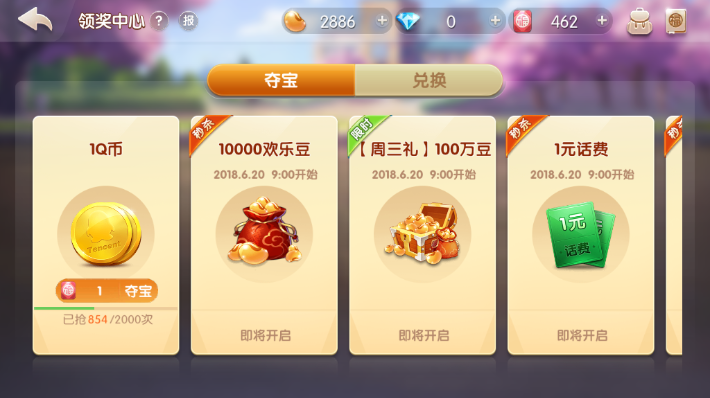 领奖中心 ? 报 2886 + 0 + 福 462 +
夺宝 兑换
1Q币
Tencent
1 夺宝
已抢854/2000次
秒杀
10000欢乐豆
2018.6.20 9:00开始
即将开启
限时
【周三礼】100万豆
2018.6.20 9:00开始
即将开启
秒杀
1元话费
2018.6.20 9:00开始
1元
话费
即将开启
秒杀